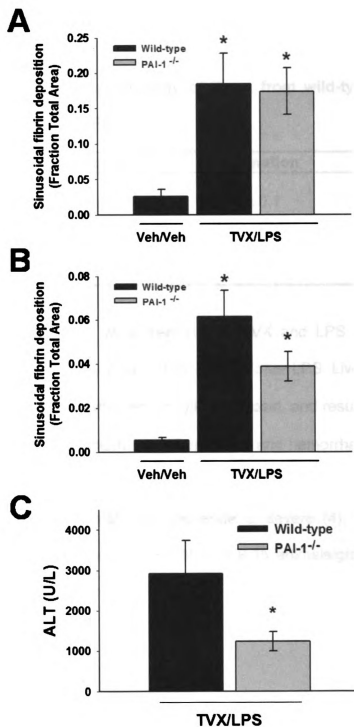 A
Sinusoidal fibrin deposition
(Fraction Total Area)
0.25
0.20
0.15
0.10
0.05
0.00
Wild-type
PAI-1 -/-
*
*
Veh/Veh
TVX/LPS
B
Sinusoidal fibrin deposition
(Fraction Total Area)
0.08
0.06
0.04
0.02
0.00
Wild-type
PAI-1 -/-
*
*
Veh/Veh
TVX/LPS
C
ALT (U/L)
4000
3000
2000
1000
0
Wild-type
PAI-1-/-
*
TVX/LPS